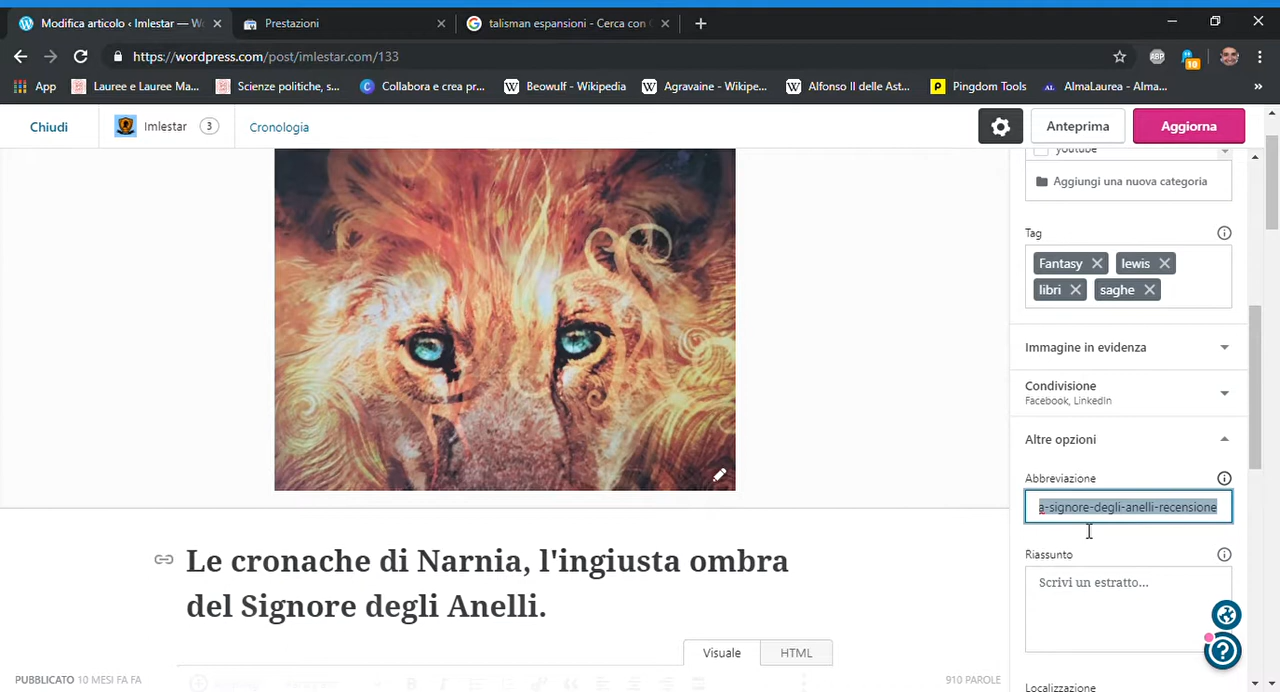 Modifica articolo ‹ Imlestar — W
Prestazioni
talisman espansioni - Cerca con
https://wordpress.com/post/imlestar.com/133
ABP
10
App
Lauree e Lauree Ma...
Scienze politiche, s...
Collabora e crea pr...
Beowulf - Wikipedia
Agravaine - Wikipe...
Alfonso II delle Ast...
Pingdom Tools
AlmaLaurea - Alma...
»
Chiudi
Imlestar
3
Cronologia
Anteprima
Aggiorna
youtube
Aggiungi una nuova categoria
Tag
Fantasy
lewis
libri
saghe
Immagine in evidenza
Condivisione
Facebook, LinkedIn
Altre opzioni
Abbreviazione
a-signore-degli-anelli-recensione
Riassunto
Scrivi un estratto...
Localizzazione
Le cronache di Narnia, l'ingiusta ombra
del Signore degli Anelli.
Visuale
HTML
PUBBLICATO 10 MESI FA FA
910 PAROLE